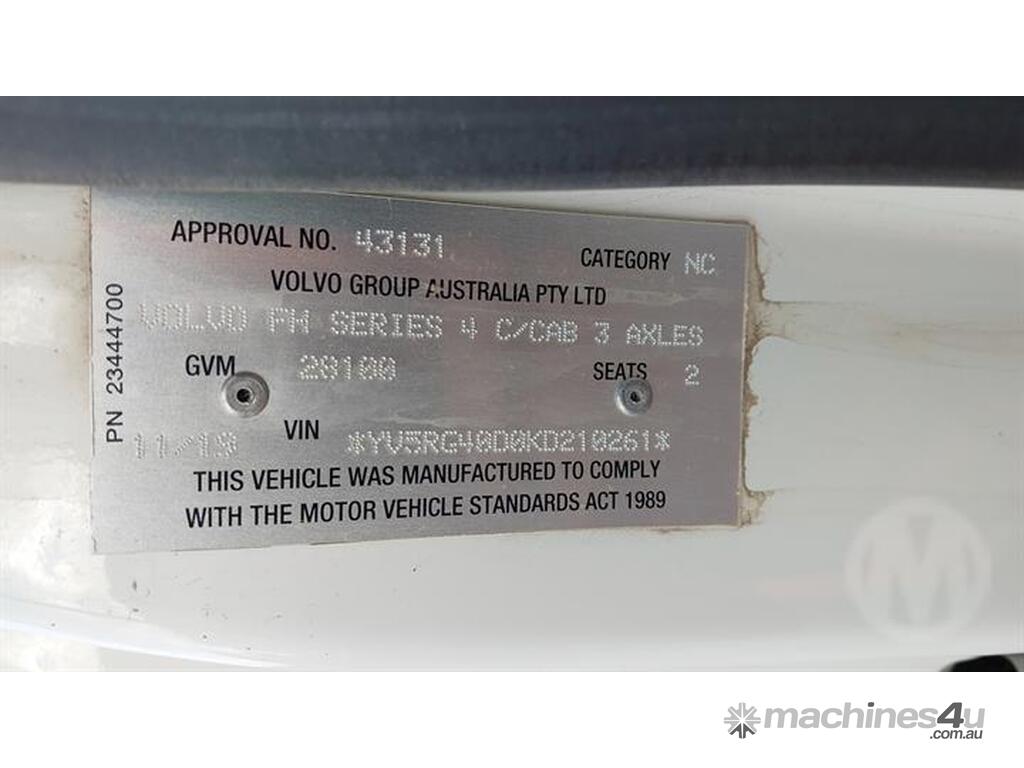 APPROVAL NO. 43131
CATEGORY NC
VOLVO GROUP AUSTRALIA PTY LTD
VOLVO FM SERIES 4 C/CAB 3 AXLES
GVM 28100
SEATS 2
PN 23444700
11/19
VIN *YV5RG40D0KD210261*
THIS VEHICLE WAS MANUFACTURED TO COMPLY
WITH THE MOTOR VEHICLE STANDARDS ACT 1989
M
machines4u
.com.au